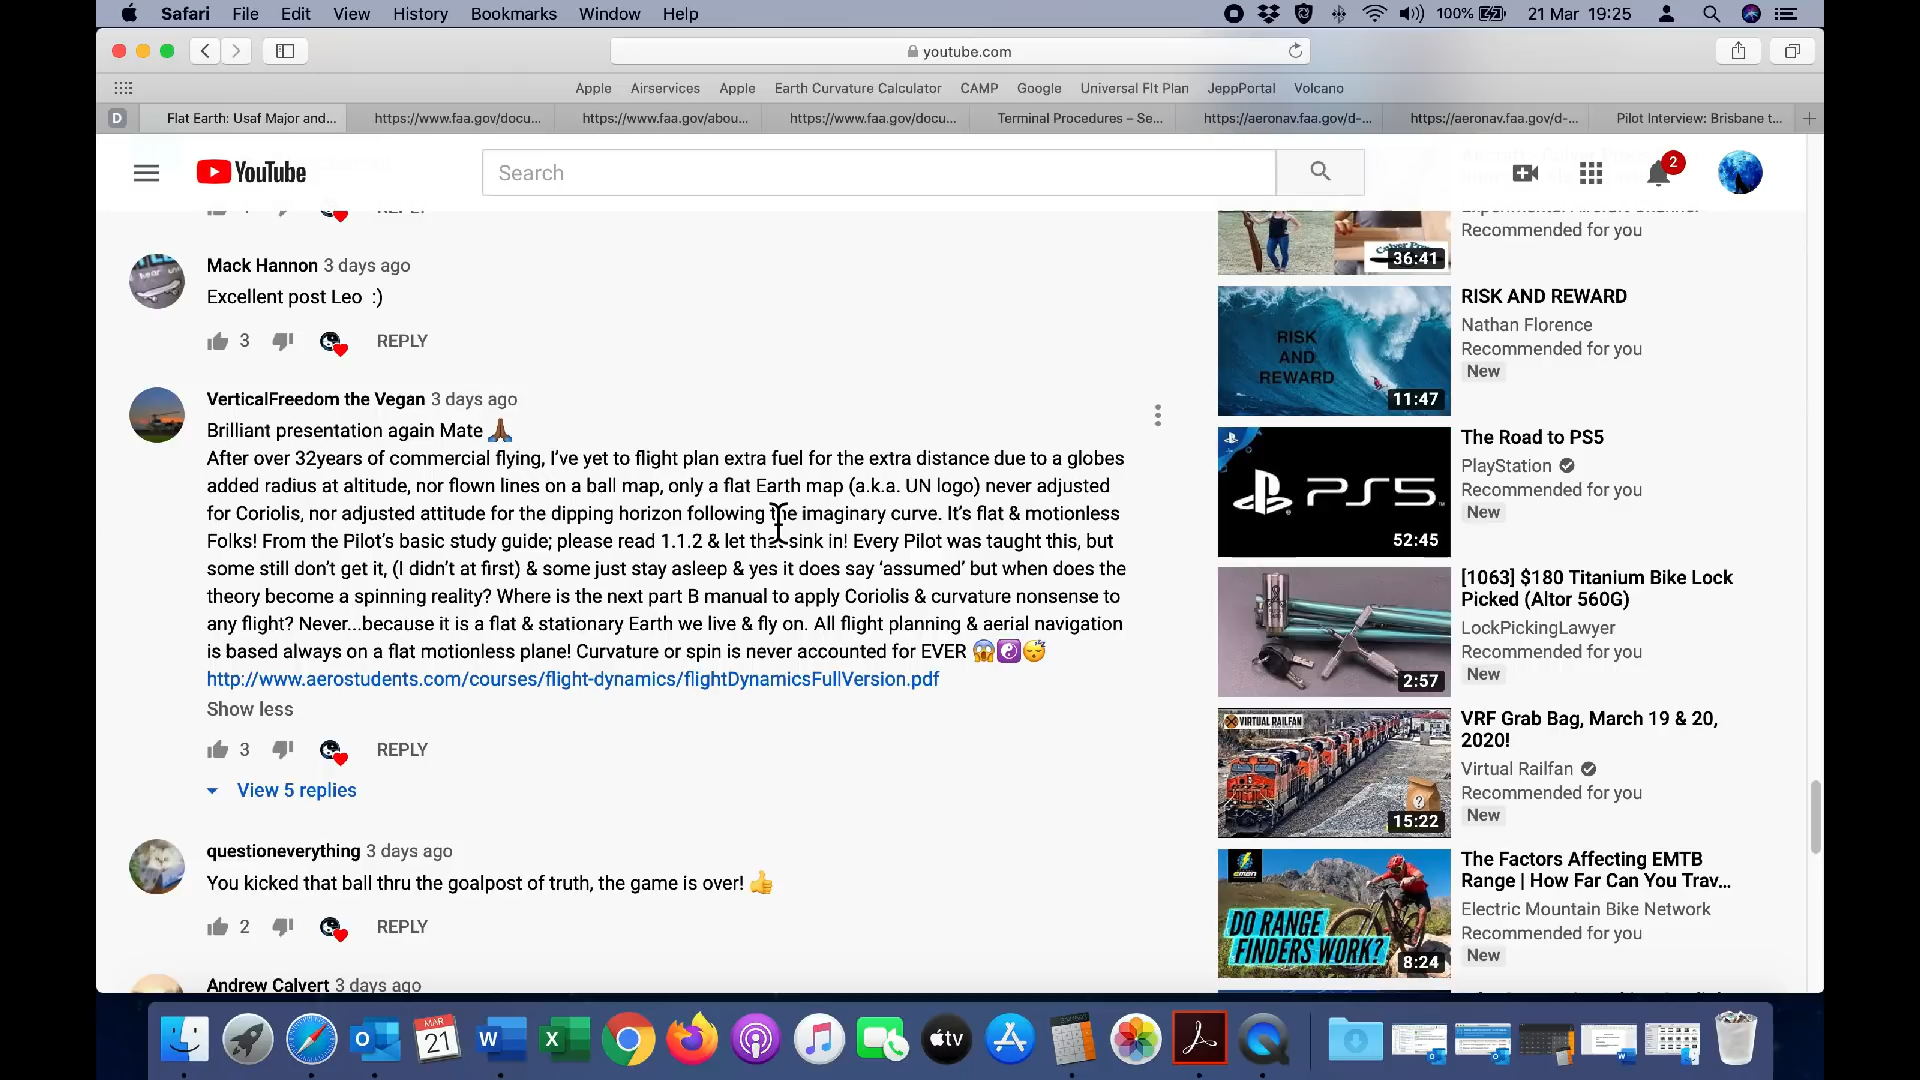 Safari File Edit View History Bookmarks Window Help 100% 21 Mar 19:25
youtube.com
Apple Airservices Apple Earth Curvature Calculator CAMP Google Universal Flt Plan JeppPortal Volcano
D Flat Earth: Usaf Major and... https://www.faa.gov/docu... https://www.faa.gov/abou... https://www.faa.gov/docu... Terminal Procedures – Se... https://aeronav.faa.gov/d-... https://aeronav.faa.gov/d-... Pilot Interview: Brisbane t...
YouTube Search 2
REPLY
Mack Hannon 3 days ago
Excellent post Leo :)
3 REPLY
VerticalFreedom the Vegan 3 days ago
Brilliant presentation again Mate 🙏🏾
After over 32years of commercial flying, I’ve yet to flight plan extra fuel for the extra distance due to a globes
added radius at altitude, nor flown lines on a ball map, only a flat Earth map (a.k.a. UN logo) never adjusted
for Coriolis, nor adjusted attitude for the dipping horizon following the imaginary curve. It’s flat & motionless
Folks! From the Pilot’s basic study guide; please read 1.1.2 & let that sink in! Every Pilot was taught this, but
some still don’t get it, (I didn’t at first) & some just stay asleep & yes it does say ‘assumed’ but when does the
theory become a spinning reality? Where is the next part B manual to apply Coriolis & curvature nonsense to
any flight? Never...because it is a flat & stationary Earth we live & fly on. All flight planning & aerial navigation
is based always on a flat motionless plane! Curvature or spin is never accounted for EVER 😱☯️😴
http://www.aerostudents.com/courses/flight-dynamics/flightDynamicsFullVersion.pdf
Show less
3 REPLY
View 5 replies
questioneverything 3 days ago
You kicked that ball thru the goalpost of truth, the game is over! 👍
2 REPLY
Andrew Calvert 3 days ago
36:41
Recommended for you
RISK
AND
REWARD
11:47
RISK AND REWARD
Nathan Florence
Recommended for you
New
PS5
52:45
The Road to PS5
PlayStation
Recommended for you
New
2:57
[1063] $180 Titanium Bike Lock
Picked (Altor 560G)
LockPickingLawyer
Recommended for you
New
VIRTUAL RAILFAN
15:22
VRF Grab Bag, March 19 & 20,
2020!
Virtual Railfan
Recommended for you
New
EMBN
DO RANGE
FINDERS WORK?
8:24
The Factors Affecting EMTB
Range | How Far Can You Trav...
Electric Mountain Bike Network
Recommended for you
New
MAR
21
tv